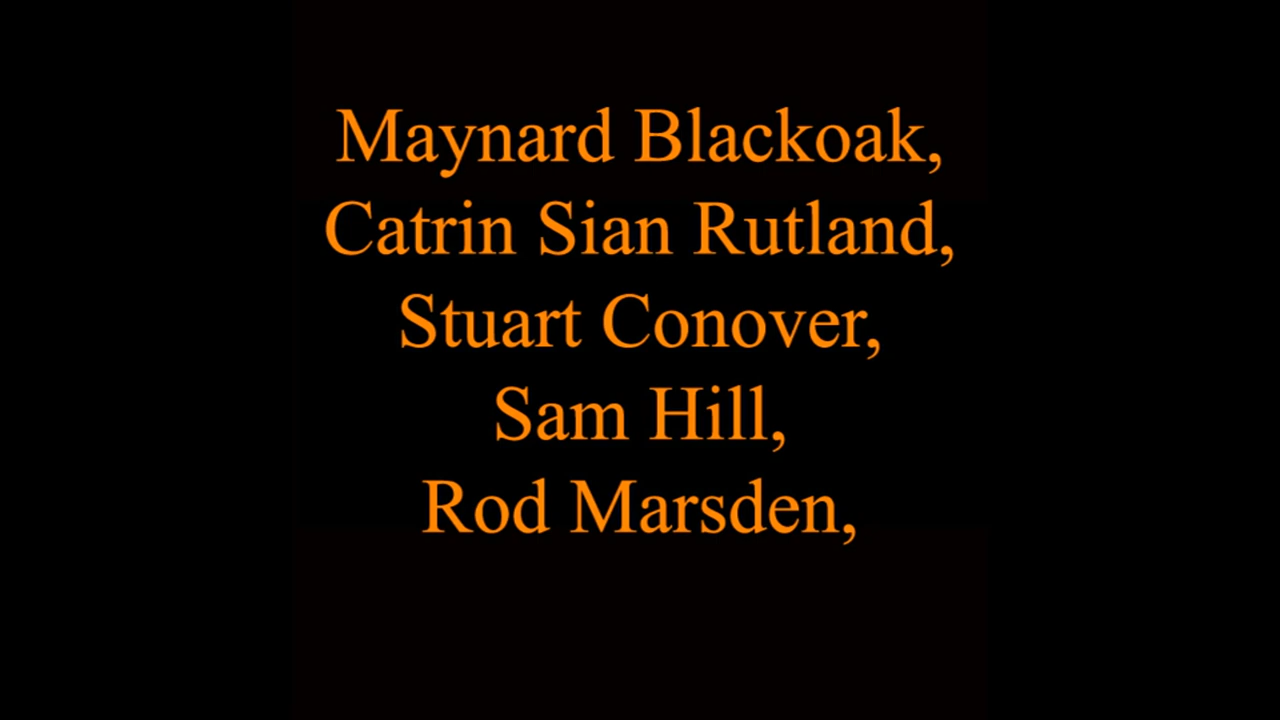 Maynard Blackoak,
Catrin Sian Rutland,
Stuart Conover,
Sam Hill,
Rod Marsden,